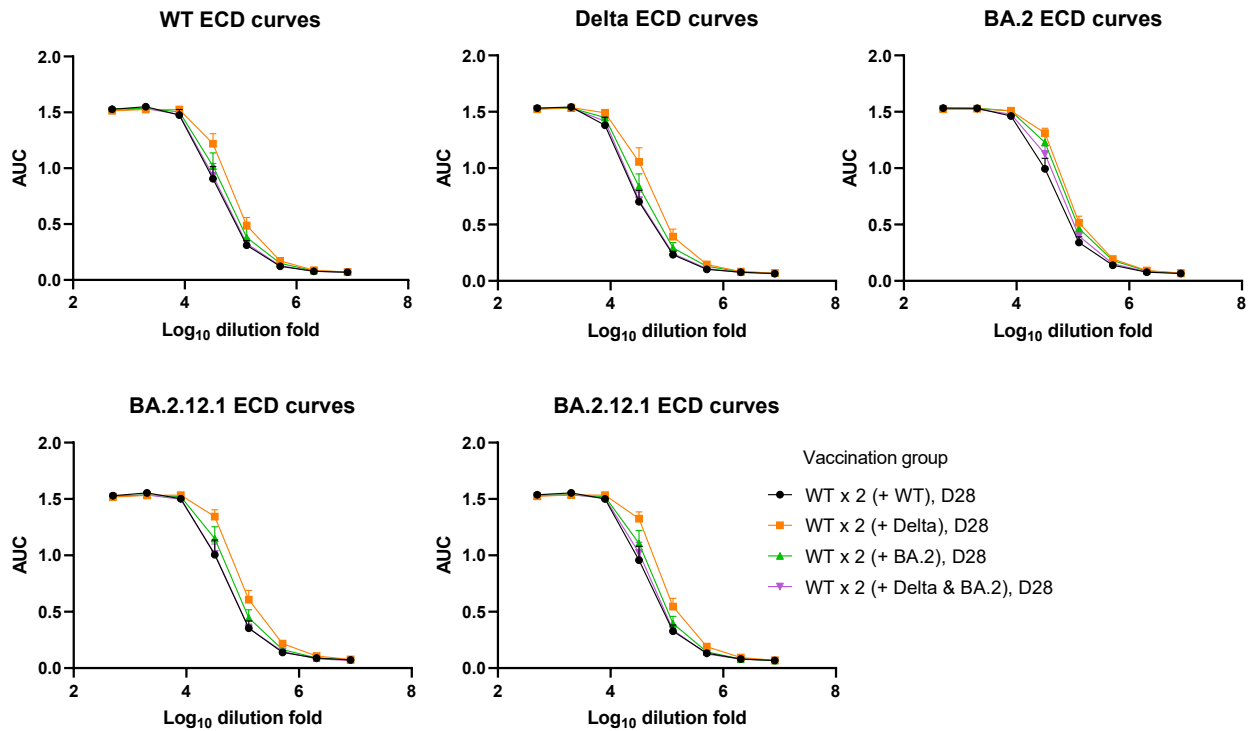 WT ECD curves
2.0
1.5
1.0
0.5
0.0
AUC
2 4 6 8
Log10 dilution fold
Delta ECD curves
2.0
1.5
1.0
0.5
0.0
AUC
2 4 6 8
Log10 dilution fold
BA.2 ECD curves
2.0
1.5
1.0
0.5
0.0
AUC
2 4 6 8
Log10 dilution fold
BA.2.12.1 ECD curves
2.0
1.5
1.0
0.5
0.0
AUC
2 4 6 8
Log10 dilution fold
BA.2.12.1 ECD curves
2.0
1.5
1.0
0.5
0.0
AUC
2 4 6 8
Log10 dilution fold
Vaccination group
WT x 2 (+ WT), D28
WT x 2 (+ Delta), D28
WT x 2 (+ BA.2), D28
WT x 2 (+ Delta & BA.2), D28